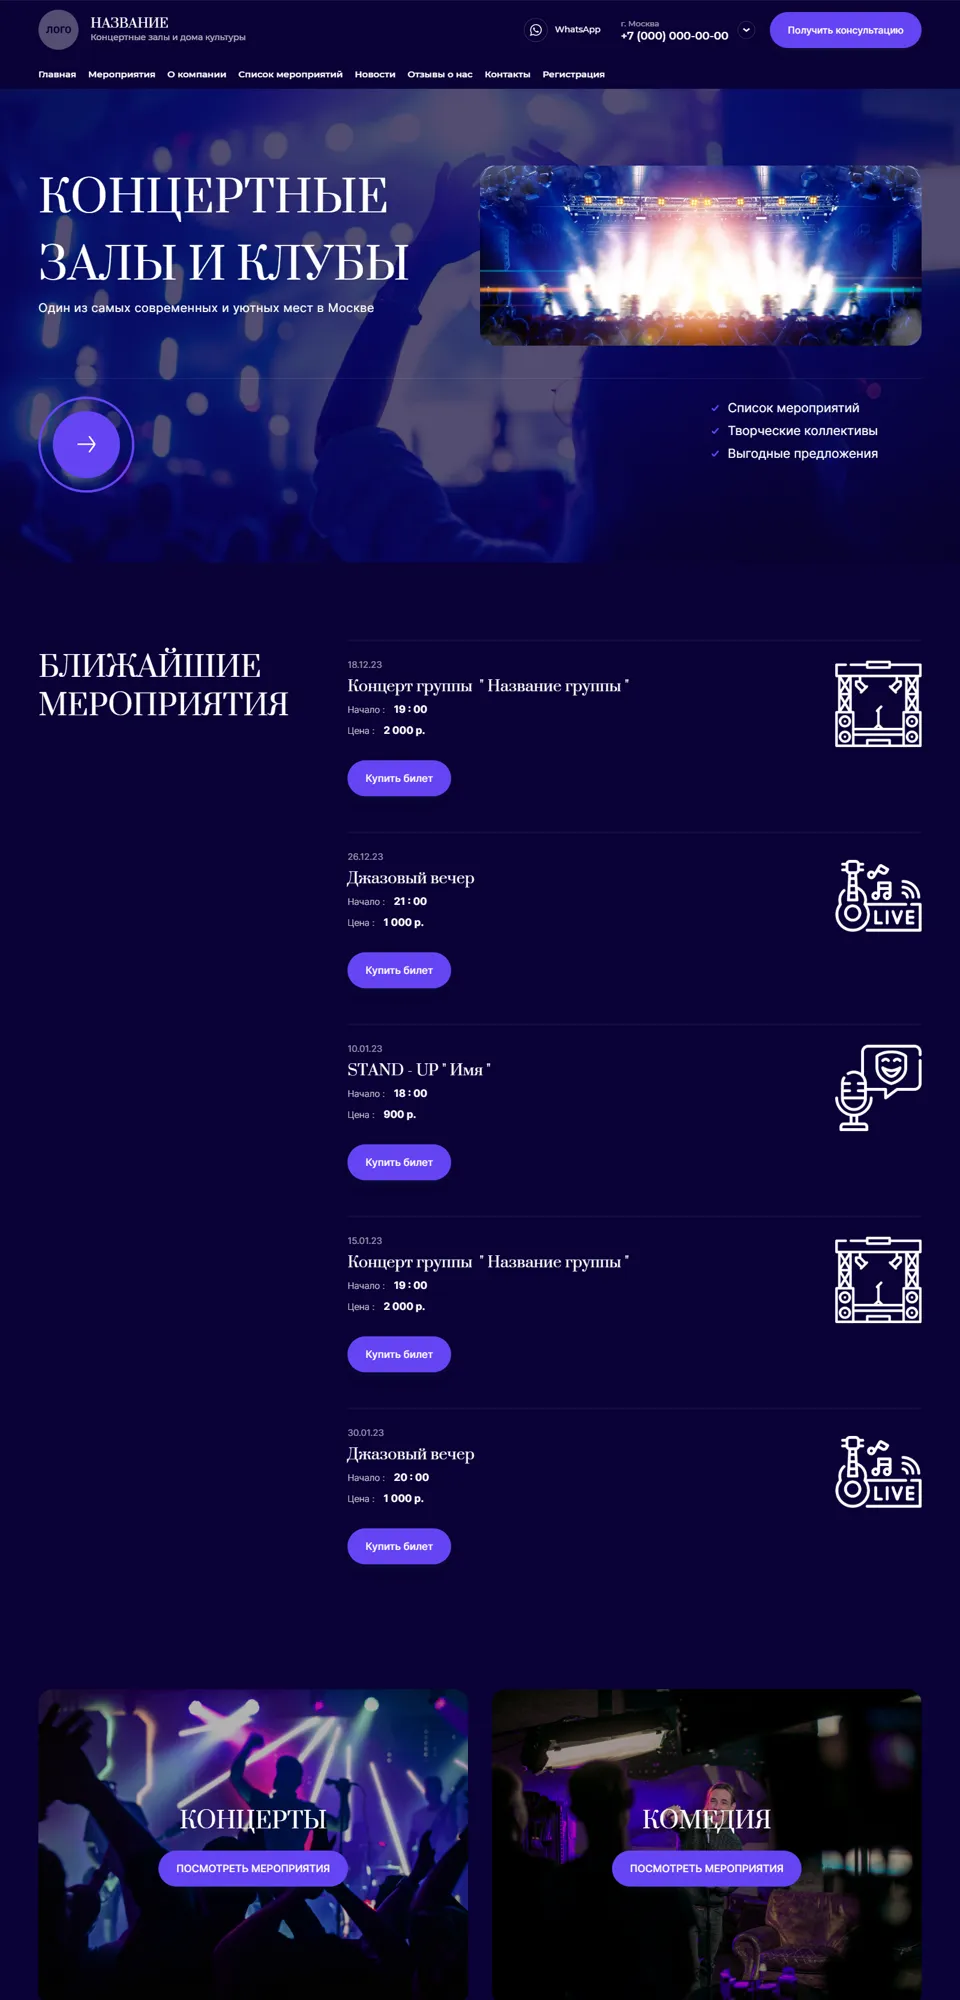 ЛОГО
НАЗВАНИЕ
Концертные залы и дома культуры
WhatsApp
г. Москва
+7 (000) 000-00-00
Получить консультацию
Главная Мероприятия О компании Список мероприятий Новости Отзывы о нас Контакты Регистрация
КОНЦЕРТНЫЕ
ЗАЛЫ И КЛУБЫ
Один из самых современных и уютных мест в Москве
Список мероприятий
Творческие коллективы
Выгодные предложения
БЛИЖАЙШИЕ
МЕРОПРИЯТИЯ
18.12.23
Концерт группы " Название группы "
Начало : 19 : 00
Цена : 2 000 р.
Купить билет
26.12.23
Джазовый вечер
Начало : 21 : 00
Цена : 1 000 р.
Купить билет
LIVE
10.01.23
STAND - UP " Имя "
Начало : 18 : 00
Цена : 900 р.
Купить билет
15.01.23
Концерт группы " Название группы "
Начало : 19 : 00
Цена : 2 000 р.
Купить билет
30.01.23
Джазовый вечер
Начало : 20 : 00
Цена : 1 000 р.
Купить билет
LIVE
КОНЦЕРТЫ
ПОСМОТРЕТЬ МЕРОПРИЯТИЯ
КОМЕДИЯ
ПОСМОТРЕТЬ МЕРОПРИЯТИЯ